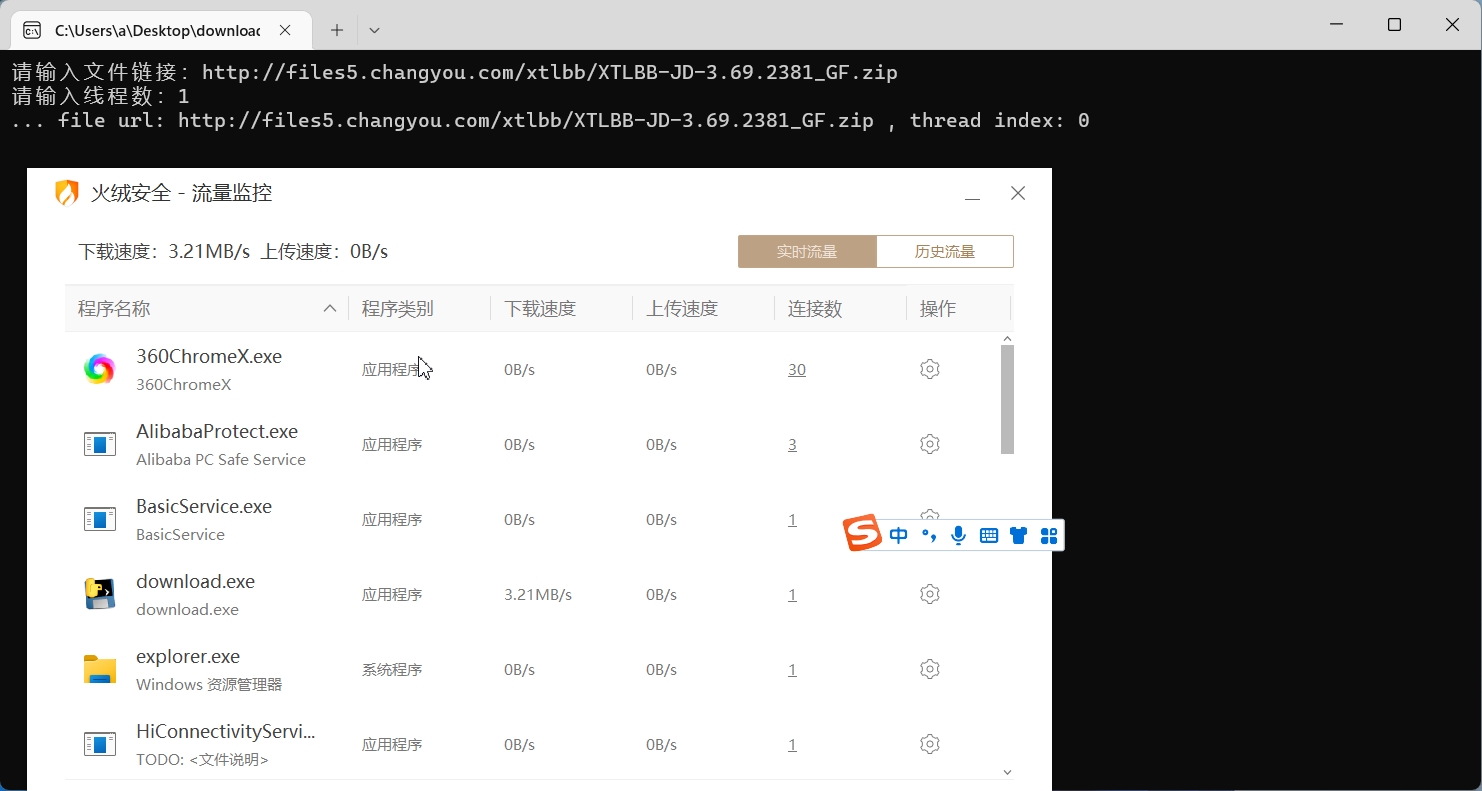 C:\Users\a\Desktop\download
请输入文件链接：http://files5.changyou.com/xtlbb/XTLBB-JD-3.69.2381_GF.zip
请输入线程数：1
... file url: http://files5.changyou.com/xtlbb/XTLBB-JD-3.69.2381_GF.zip , thread index: 0
火绒安全 - 流量监控
下载速度：3.21MB/s 上传速度：0B/s 实时流量 历史流量
程序名称 程序类别 下载速度 上传速度 连接数 操作
360ChromeX.exe
360ChromeX
应用程序 0B/s 0B/s 30
AlibabaProtect.exe
Alibaba PC Safe Service
应用程序 0B/s 0B/s 3
BasicService.exe
BasicService
应用程序 0B/s 0B/s 1
中
download.exe
download.exe
应用程序 3.21MB/s 0B/s 1
explorer.exe
Windows 资源管理器
系统程序 0B/s 0B/s 1
HiConnectivityServi...
TODO: <文件说明>
应用程序 0B/s 0B/s 1